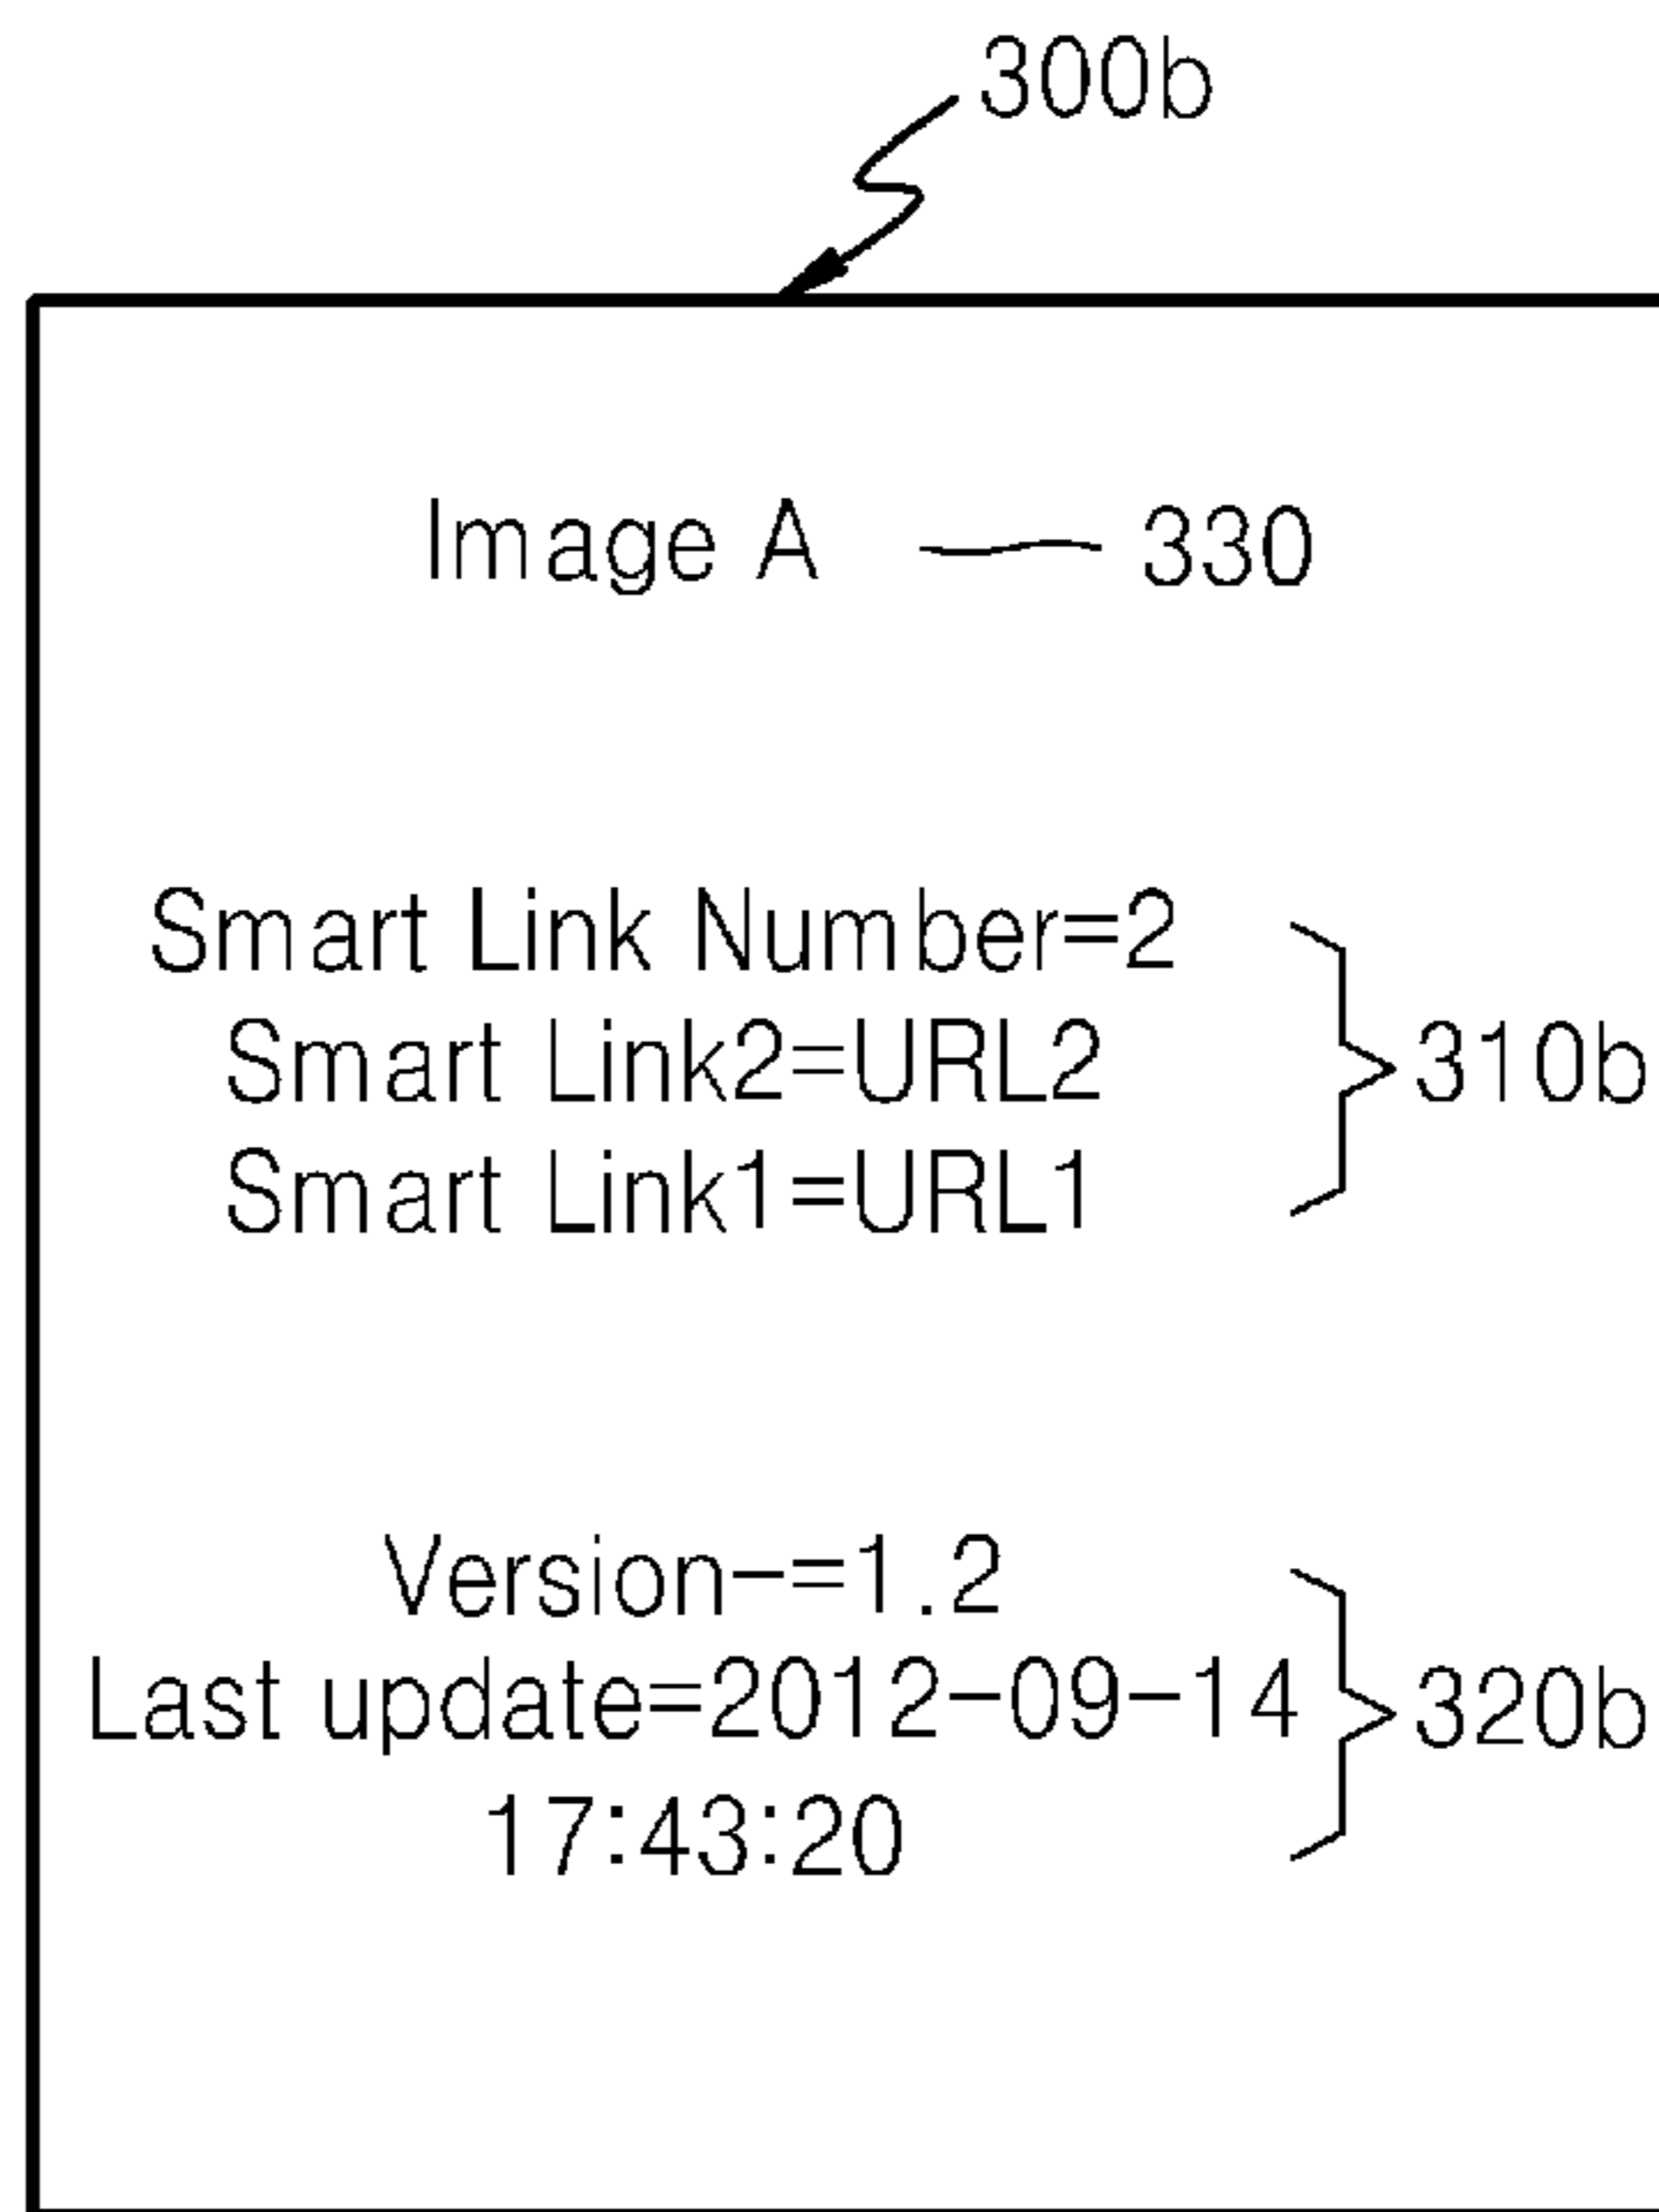 300b
Image A 330
Smart Link Number=2
Smart Link2=URL2 310b
Smart Link1=URL1
Version-=1.2
Last update=2012-09-14 320b
17:43:20